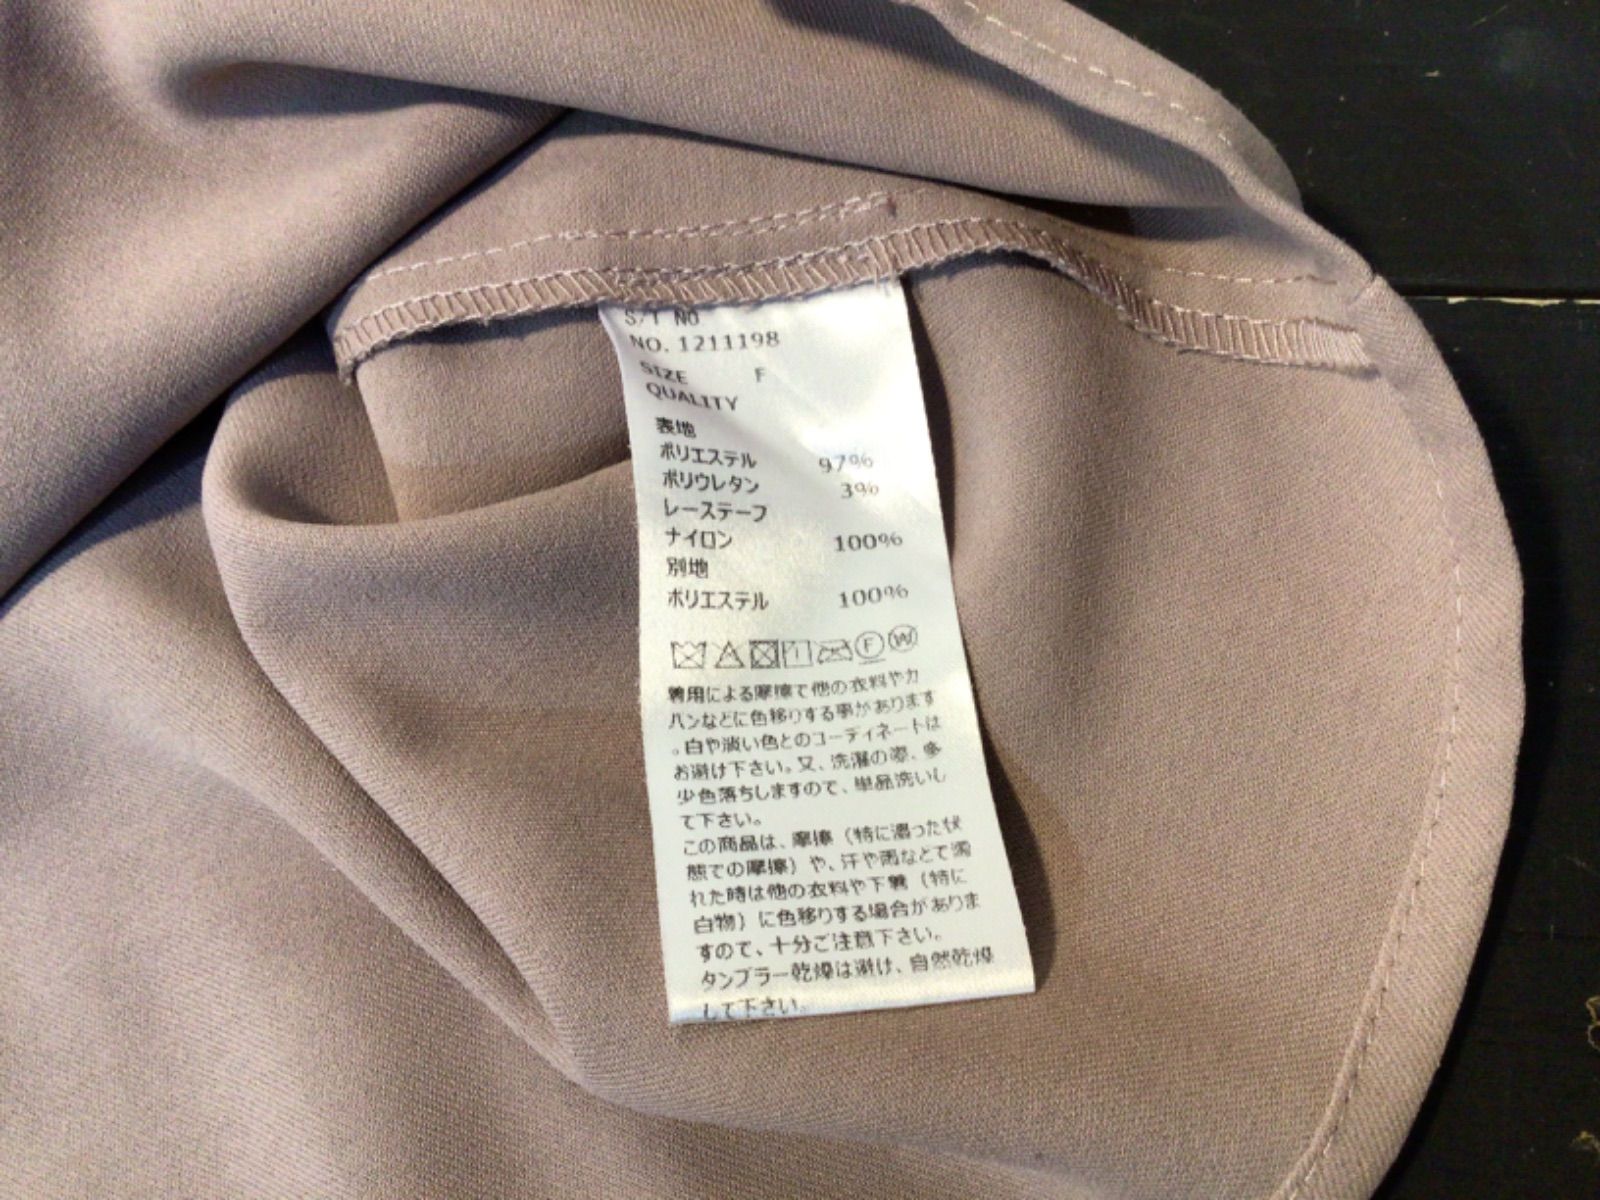 S/T NO
NO. 1211198
SIZE F
QUALITY
表地
ポリエステル 97%
ポリウレタン 3%
レーステープ
ナイロン 100%
別地
ポリエステル 100%
F W
着用による摩擦で他の衣料やカ
バンなどに色移りする事があります
。白や淡い色とのコーディネートは
お避け下さい。又、洗濯の際、多
少色落ちしますので、単品洗いし
て下さい。
この商品は、摩擦（特に湿った状
態での摩擦）や、汗や雨などで濡
れた時は他の衣料や下着（特に
白物）に色移りする場合がありま
すので、十分ご注意下さい。
タンブラー乾燥は避け、自然乾燥
して下さい。